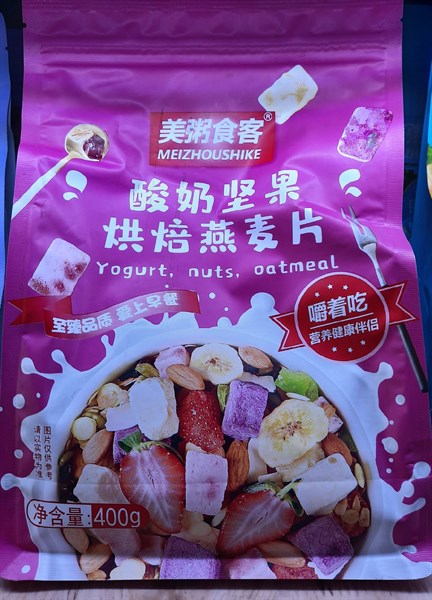 美粥食客®
MEIZHOUSHIKE
酸奶坚果
烘焙燕麦片
Yogurt, nuts, oatmeal
至臻品质 爱上早餐
嚼着吃
营养健康伴侣
图片仅供参考
请以实物为准
净含量:400g